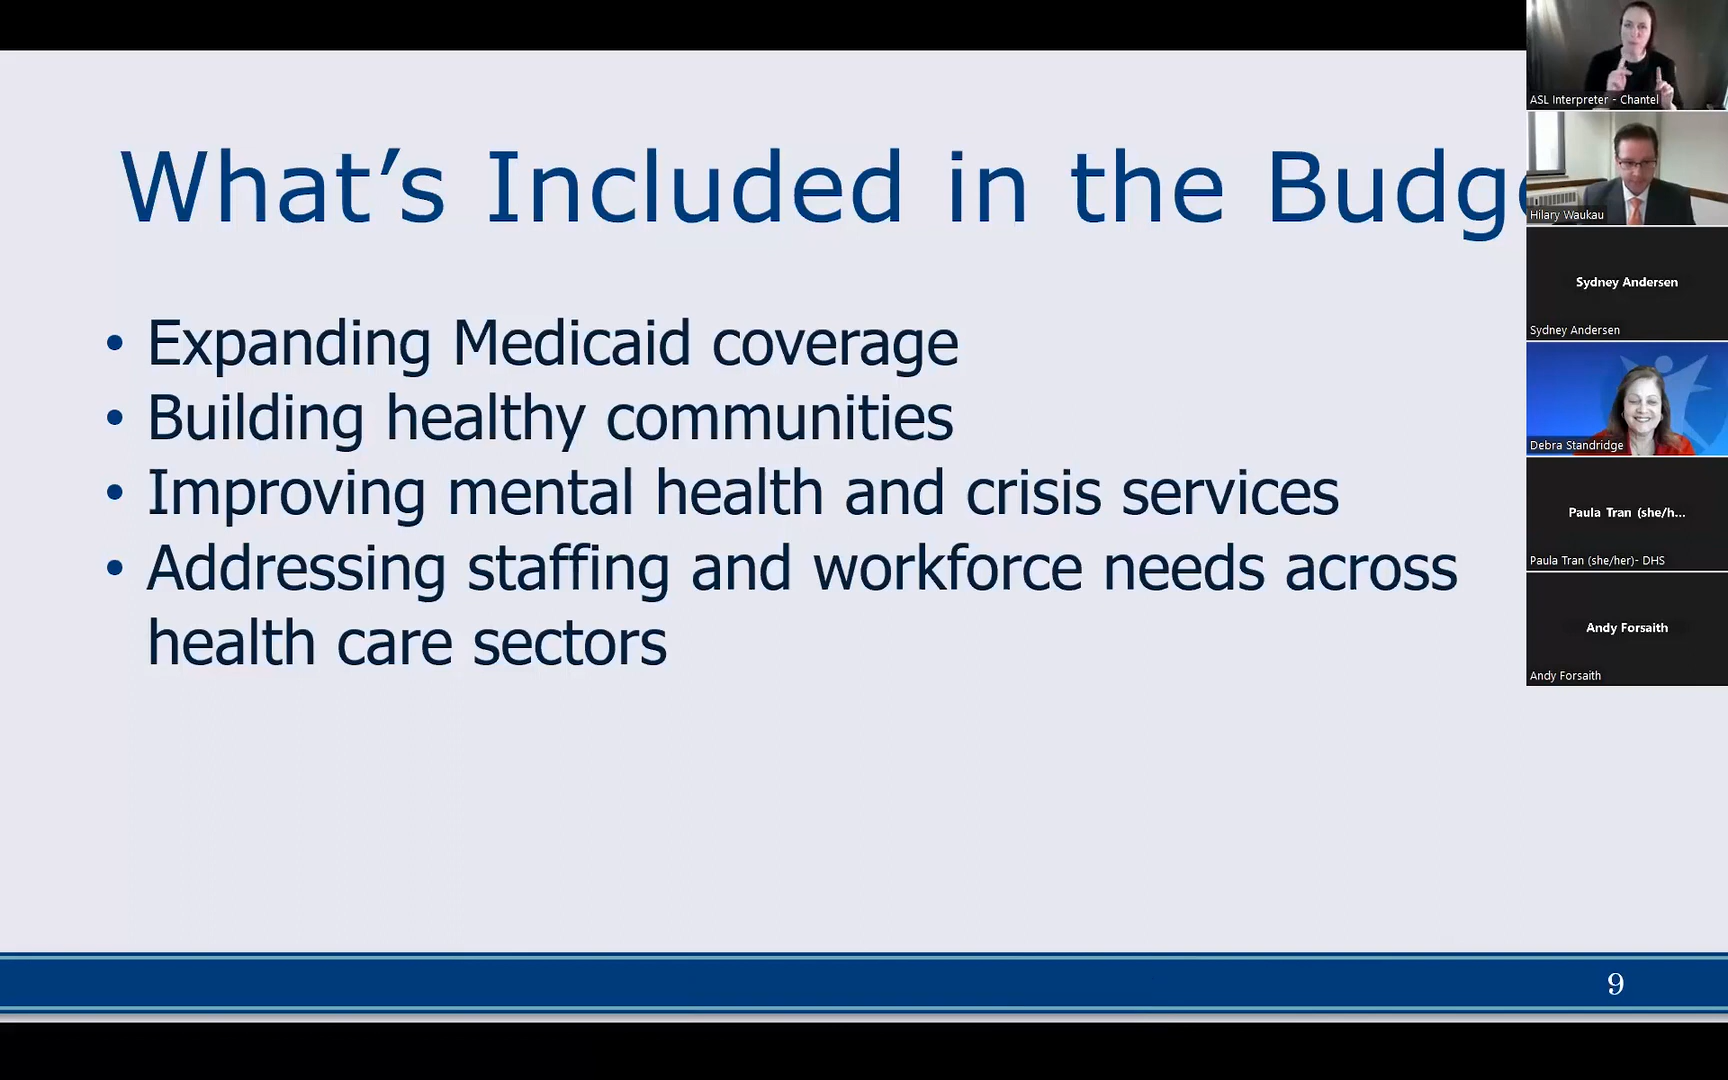 What’s Included in the Budg
• Expanding Medicaid coverage
• Building healthy communities
• Improving mental health and crisis services
• Addressing staffing and workforce needs across
health care sectors
9
ASL Interpreter - Chantel
Hilary Waukau
Sydney Andersen
Sydney Andersen
Debra Standridge
Paula Tran (she/h...
Paula Tran (she/her)- DHS
Andy Forsaith
Andy Forsaith